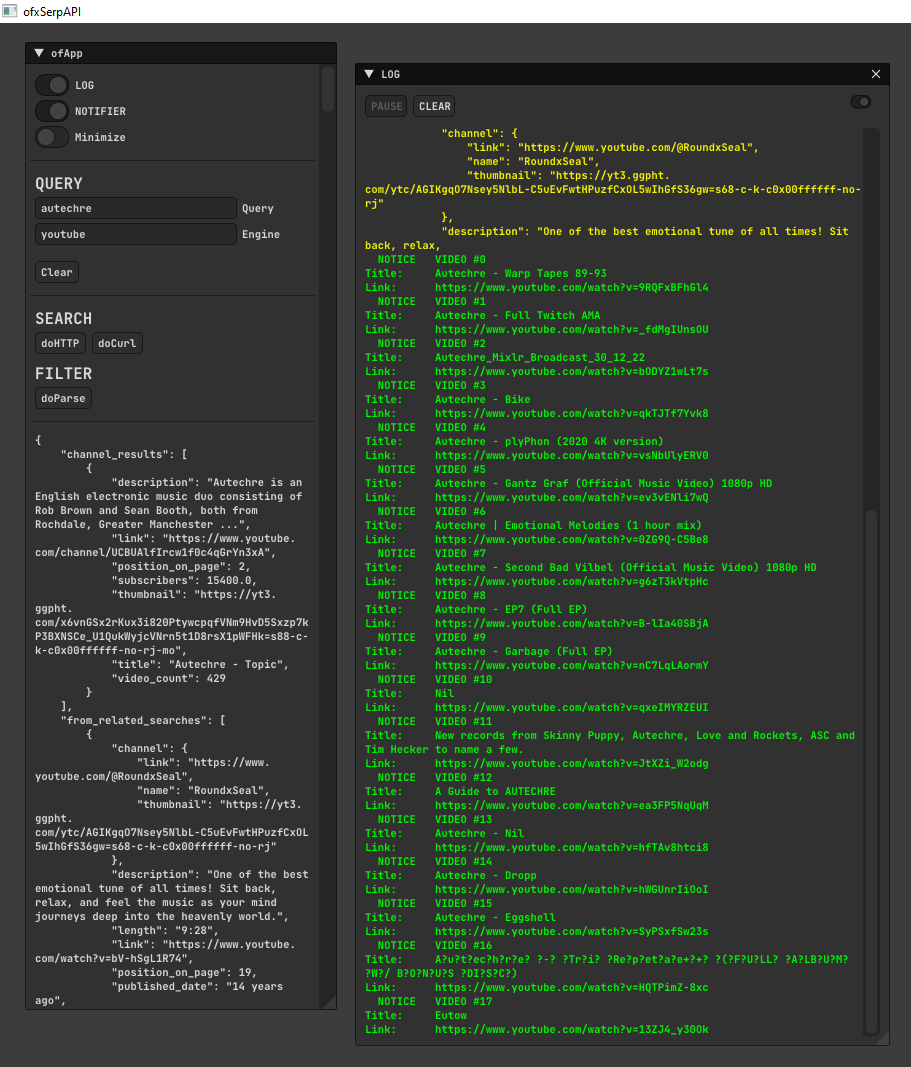 ofxSerpAPI
▼ ofApp
LOG
NOTIFIER
Minimize
QUERY
autechre Query
youtube Engine
Clear
SEARCH
doHTTP doCurl
FILTER
doParse
{
"channel_results": [
{
"description": "Autechre is an
English electronic music duo consisting of
Rob Brown and Sean Booth, both from
Rochdale, Greater Manchester ...",
"link": "https://www.youtube.
com/channel/UCBUAlfIrcw1f0c4qGrYn3xA",
"position_on_page": 2,
"subscribers": 15400.0,
"thumbnail": "https://yt3.
ggpht.
com/x6vnGSx2rKux3i820PtywcpqfVNm9HvD5Sxzp7k
P3BXNSCe_U1QukWyjcVNrn5t1D8rsX1pWFHk=s88-c-
k-c0x00ffffff-no-rj-mo",
"title": "Autechre - Topic",
"video_count": 429
}
],
"from_related_searches": [
{
"channel": {
"link": "https://www.
youtube.com/@RoundxSeal",
"name": "RoundxSeal",
"thumbnail": "https://yt3.
ggpht.
com/ytc/AGIKgqO7Nsey5NlbL-C5uEvFwtHPuzfCxOL
5wIhGfS36gw=s68-c-k-c0x00ffffff-no-rj"
},
"description": "One of the best
emotional tune of all times! Sit back,
relax, and feel the music as your mind
journeys deep into the heavenly world.",
"length": "9:28",
"link": "https://www.youtube.
com/watch?v=bV-hSgL1R74",
"position_on_page": 19,
"published_date": "14 years
ago",
▼ LOG
PAUSE CLEAR
"channel": {
"link": "https://www.youtube.com/@RoundxSeal",
"name": "RoundxSeal",
"thumbnail": "https://yt3.ggpht.
com/ytc/AGIKgqO7Nsey5NlbL-C5uEvFwtHPuzfCxOL5wIhGfS36gw=s68-c-k-c0x00ffffff-no-
rj"
},
"description": "One of the best emotional tune of all times! Sit
back, relax,
NOTICE VIDEO #0
Title: Autechre - Warp Tapes 89-93
Link: https://www.youtube.com/watch?v=9RQFxBFhGl4
NOTICE VIDEO #1
Title: Autechre - Full Twitch AMA
Link: https://www.youtube.com/watch?v=_fdMgIUnsOU
NOTICE VIDEO #2
Title: Autechre_Mixlr_Broadcast_30_12_22
Link: https://www.youtube.com/watch?v=bODYZ1wLt7s
NOTICE VIDEO #3
Title: Autechre - Bike
Link: https://www.youtube.com/watch?v=qkTJTf7Yvk8
NOTICE VIDEO #4
Title: Autechre - plyPhon (2020 4K version)
Link: https://www.youtube.com/watch?v=vsNbUlyERV0
NOTICE VIDEO #5
Title: Autechre - Gantz Graf (Official Music Video) 1080p HD
Link: https://www.youtube.com/watch?v=ev3vENli7wQ
NOTICE VIDEO #6
Title: Autechre | Emotional Melodies (1 hour mix)
Link: https://www.youtube.com/watch?v=0ZG9Q-C5Be8
NOTICE VIDEO #7
Title: Autechre - Second Bad Vilbel (Official Music Video) 1080p HD
Link: https://www.youtube.com/watch?v=g6zT3kVtpHc
NOTICE VIDEO #8
Title: Autechre - EP7 (Full EP)
Link: https://www.youtube.com/watch?v=B-lIa40SBjA
NOTICE VIDEO #9
Title: Autechre - Garbage (Full EP)
Link: https://www.youtube.com/watch?v=nC7LqLAormY
NOTICE VIDEO #10
Title: Nil
Link: https://www.youtube.com/watch?v=qxeIMYRZEUI
NOTICE VIDEO #11
Title: New records from Skinny Puppy, Autechre, Love and Rockets, ASC and
Tim Hecker to name a few.
Link: https://www.youtube.com/watch?v=JtXZi_W2odg
NOTICE VIDEO #12
Title: A Guide to AUTECHRE
Link: https://www.youtube.com/watch?v=ea3FP5NqUqM
NOTICE VIDEO #13
Title: Autechre - Nil
Link: https://www.youtube.com/watch?v=hfTAv8htci8
NOTICE VIDEO #14
Title: Autechre - Dropp
Link: https://www.youtube.com/watch?v=hWGUnrIiOoI
NOTICE VIDEO #15
Title: Autechre - Eggshell
Link: https://www.youtube.com/watch?v=SyPSxfSw23s
NOTICE VIDEO #16
Title: A?u?t?ec?h?r?e? ?-? ?Tr?i? ?Re?p?et?a?e+?+? ?(?F?U?LL? ?A?LB?U?M?
?W?/ B?O?N?U?S ?DI?S?C?)
Link: https://www.youtube.com/watch?v=HQTPimZ-8xc
NOTICE VIDEO #17
Title: Eutow
Link: https://www.youtube.com/watch?v=13ZJ4_y30Ok